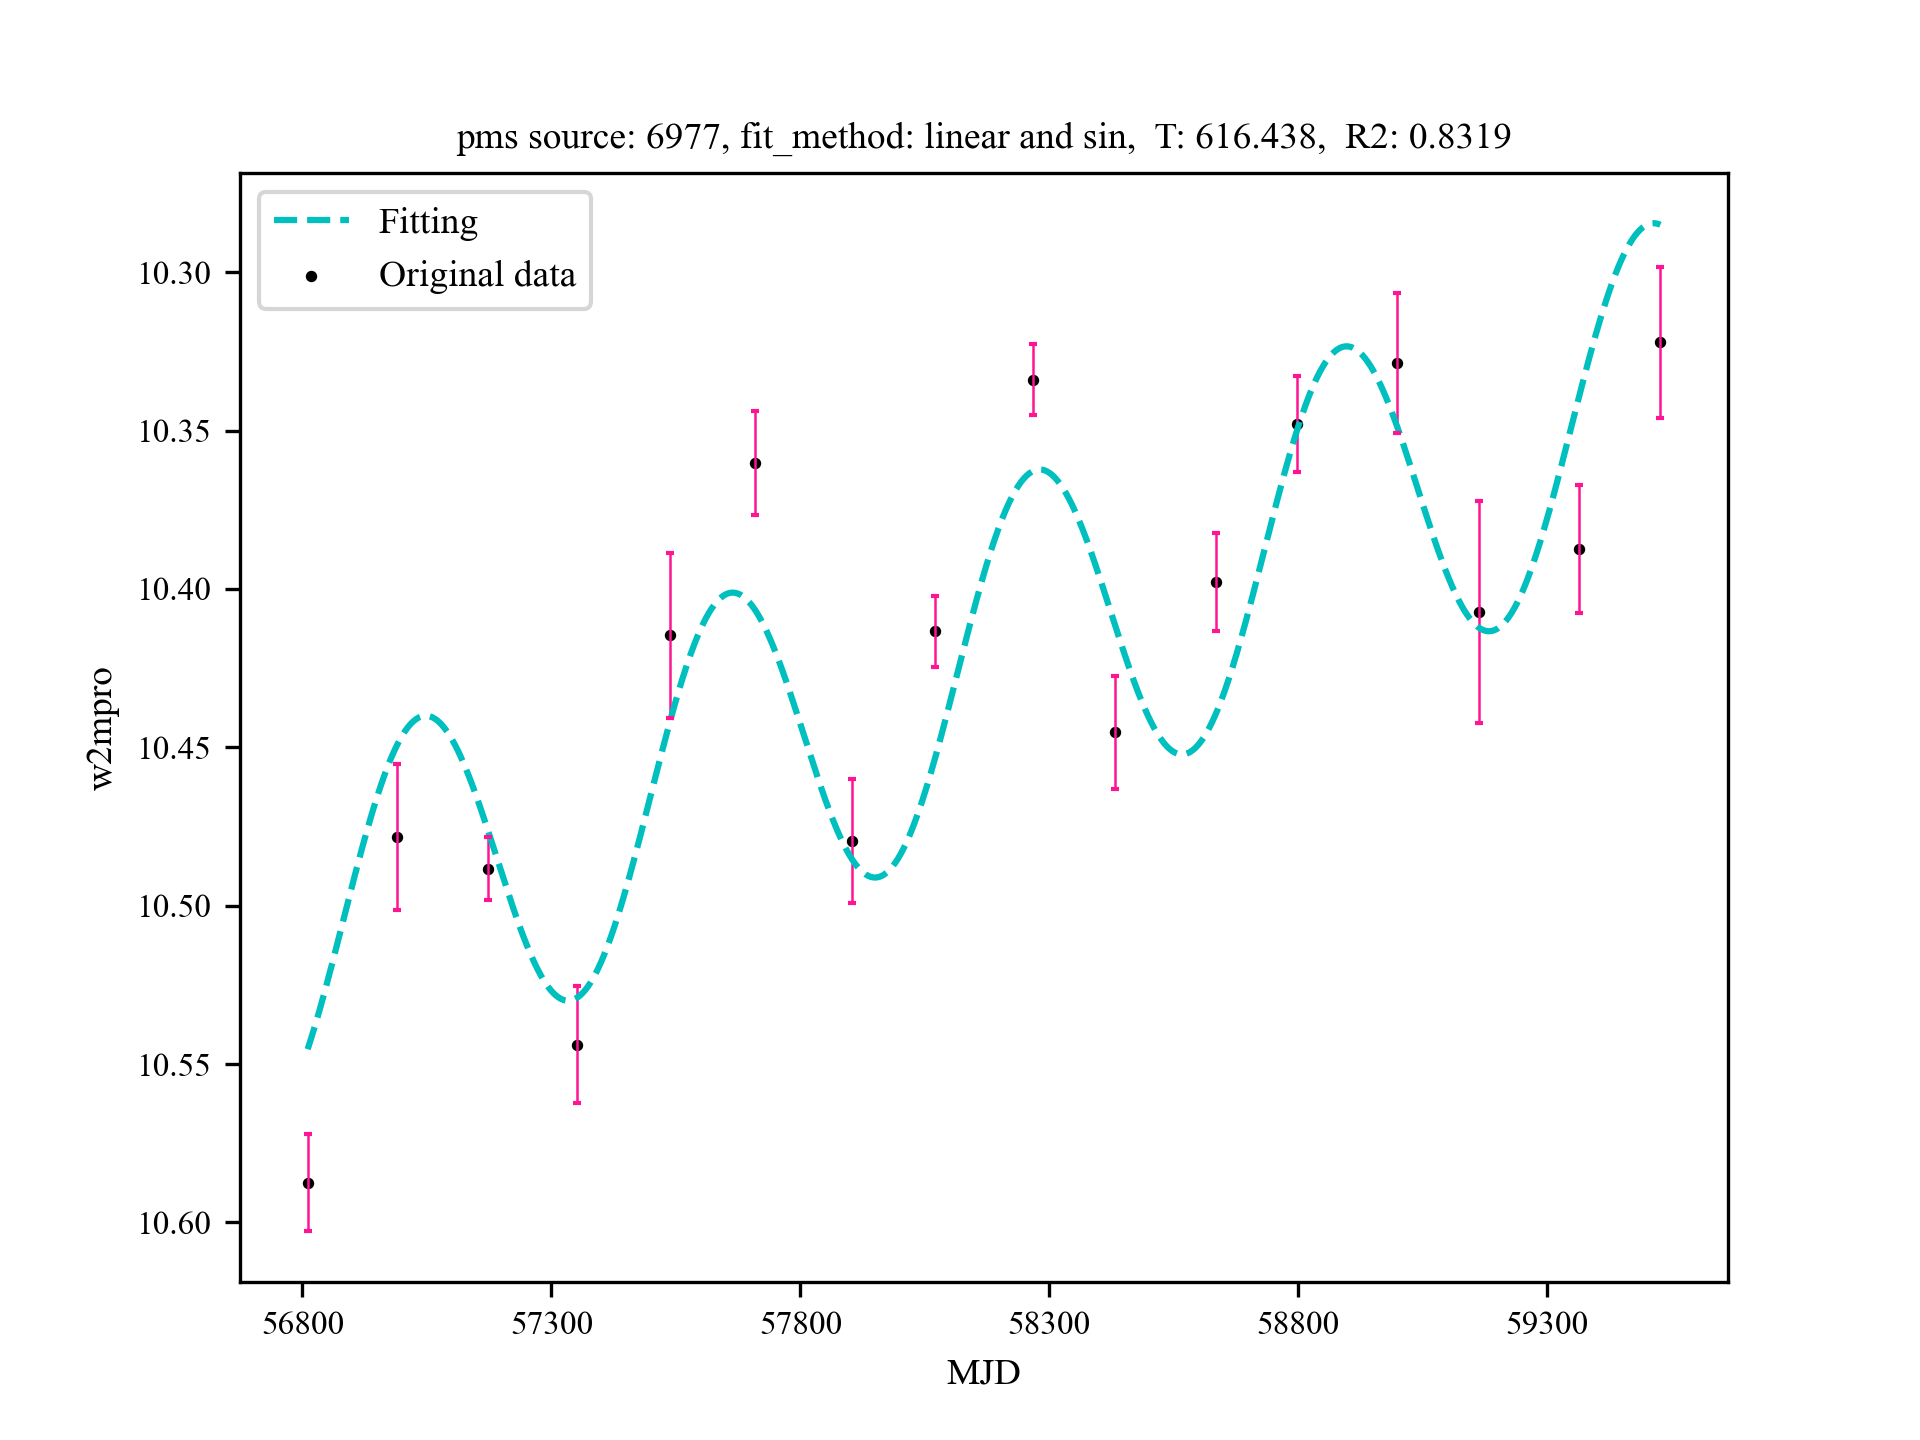 pms source: 6977, fit_method: linear and sin,  T: 616.438,  R2: 0.8319
Fitting
Original data
10.30
10.35
10.40
10.45
10.50
10.55
10.60
w2mpro
56800 57300 57800 58300 58800 59300
MJD